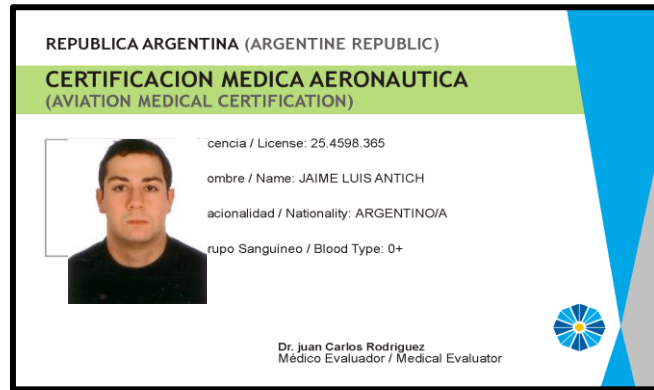 REPUBLICA ARGENTINA (ARGENTINE REPUBLIC)
CERTIFICACION MEDICA AERONAUTICA
(AVIATION MEDICAL CERTIFICATION)
cencia / License: 25.4598.365
ombre / Name: JAIME LUIS ANTICH
acionalidad / Nationality: ARGENTINO/A
rupo Sanguineo / Blood Type: 0+
Dr. juan Carlos Rodriguez
Médico Evaluador / Medical Evaluator